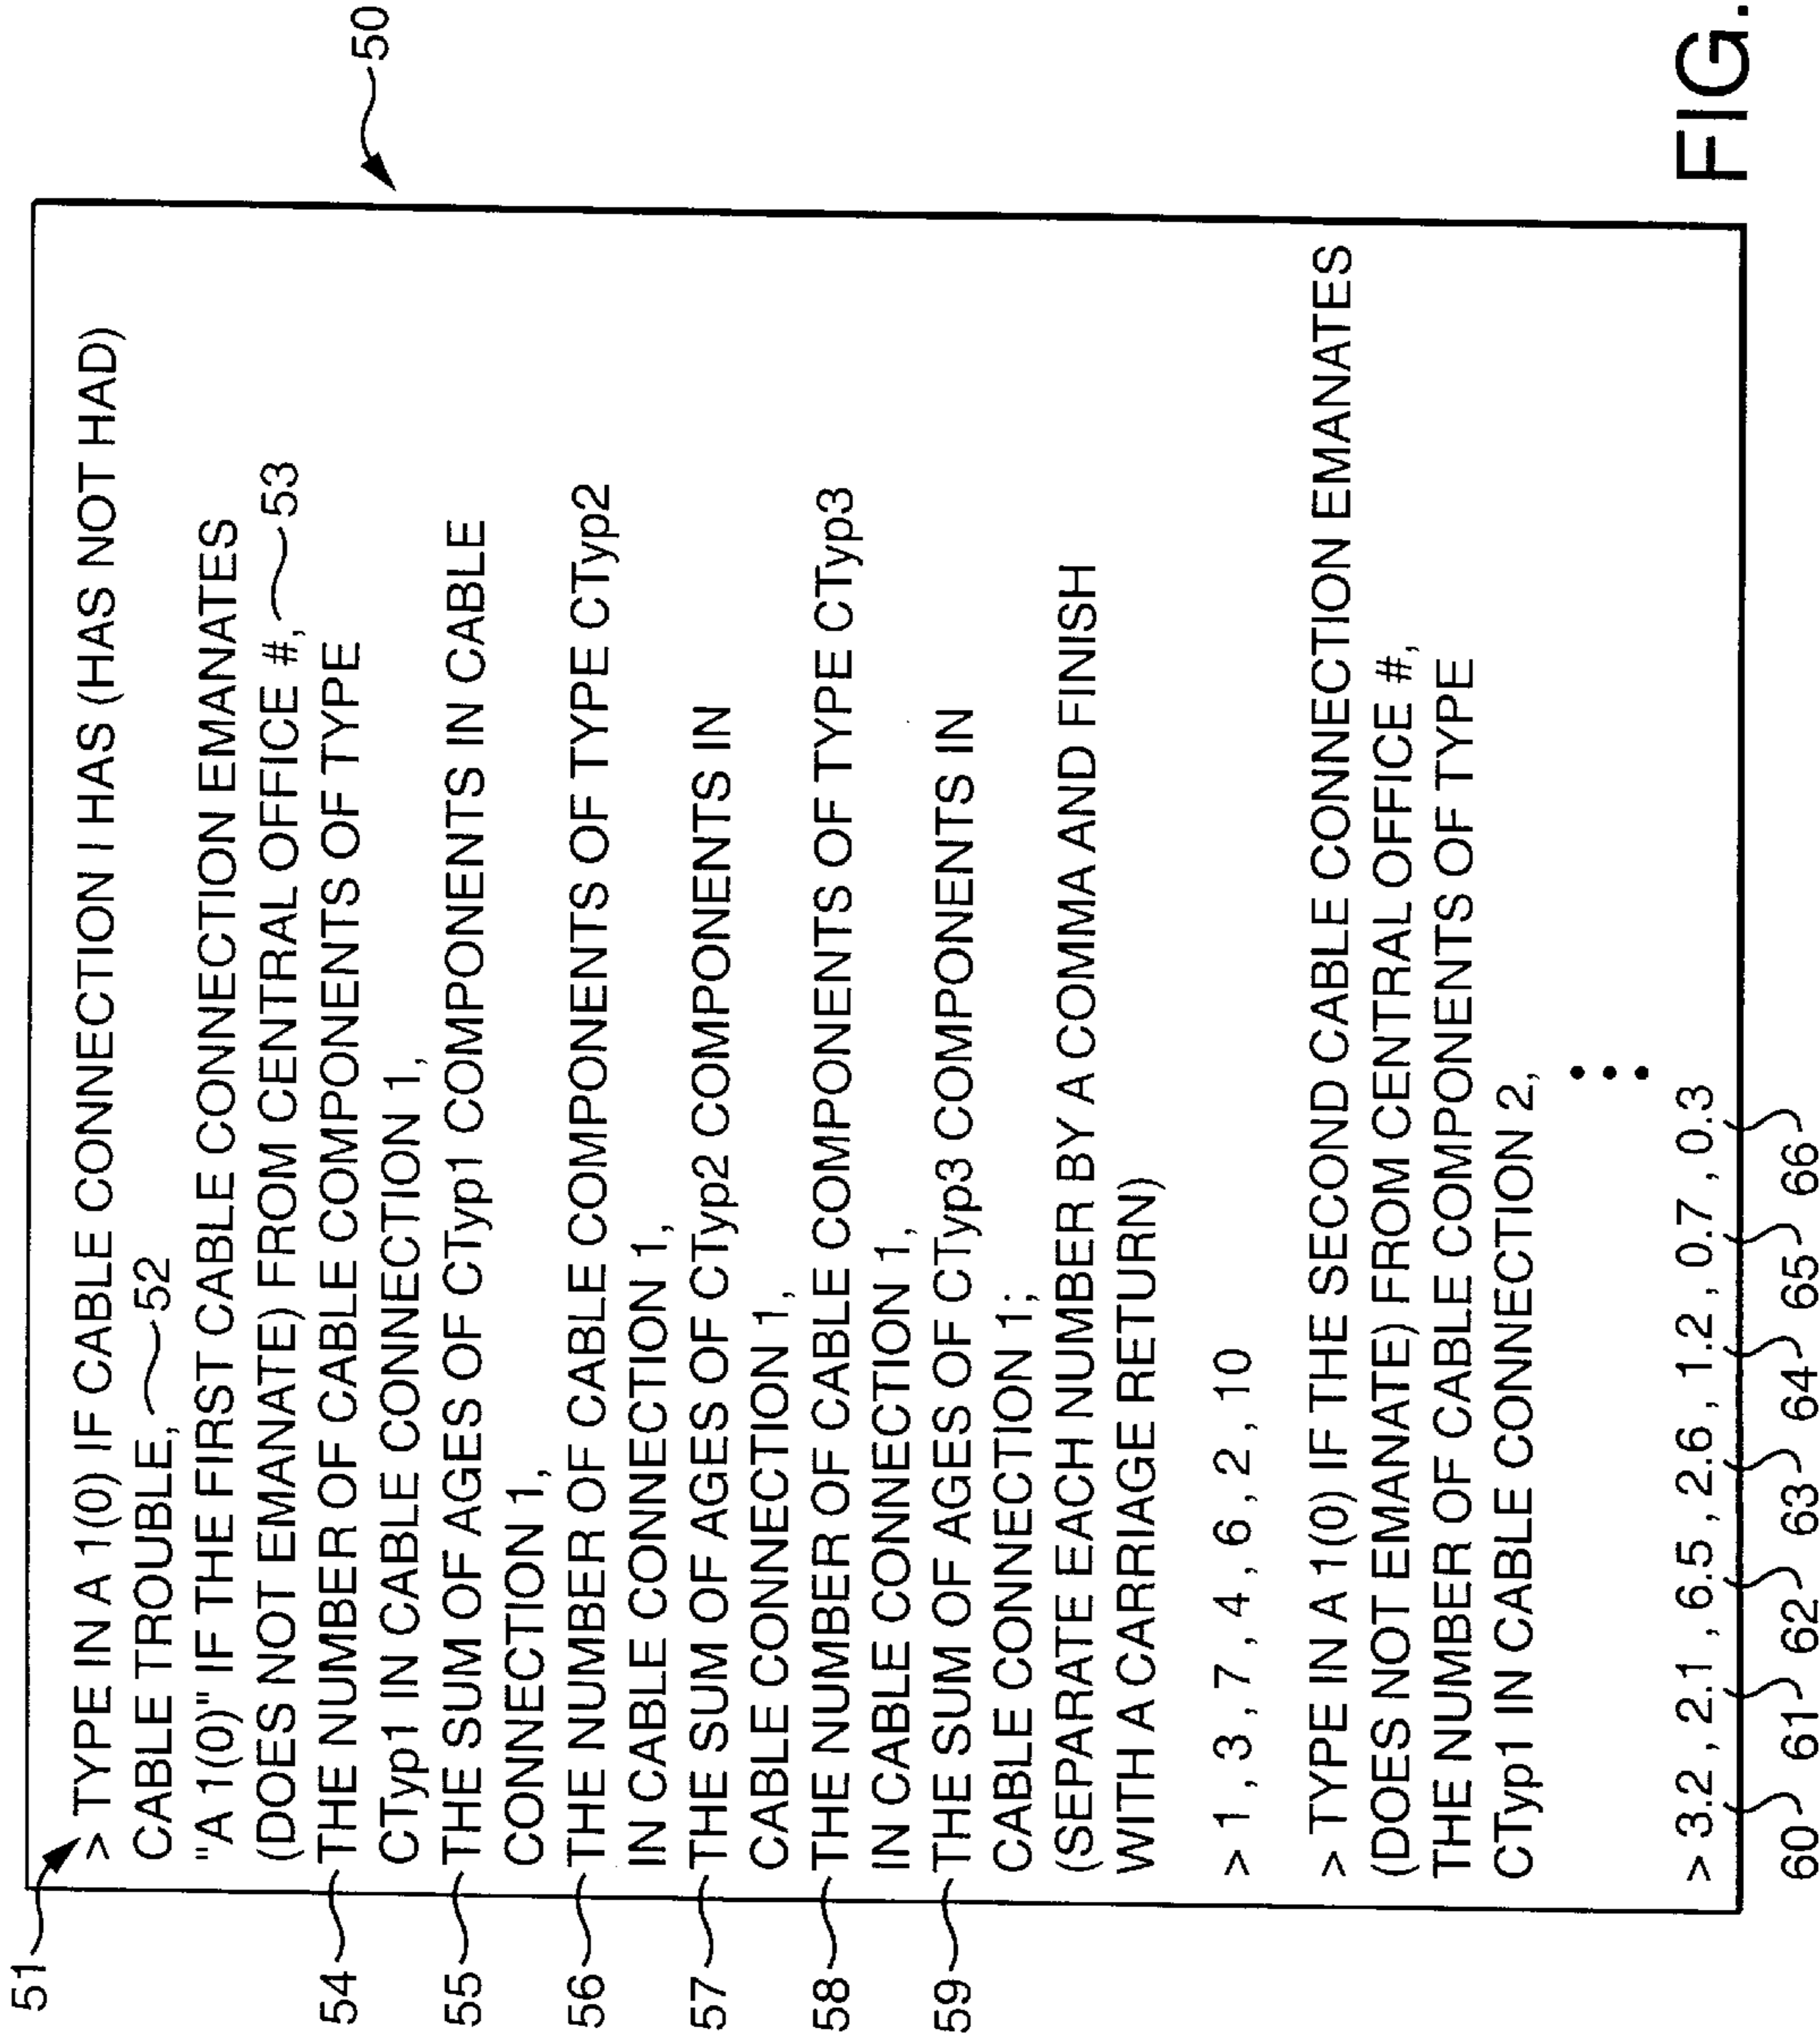 51
> TYPE IN A 1(0) IF CABLE CONNECTION I HAS (HAS NOT HAD)
CABLE TROUBLE, 52
"A 1(0)" IF THE FIRST CABLE CONNECTION EMANATES
(DOES NOT EMANATE) FROM CENTRAL OFFICE #, 53
54 THE NUMBER OF CABLE COMPONENTS OF TYPE
CTyp1 IN CABLE CONNECTION 1,
55 THE SUM OF AGES OF CTyp1 COMPONENTS IN CABLE
CONNECTION 1,
56 THE NUMBER OF CABLE COMPONENTS OF TYPE CTyp2
IN CABLE CONNECTION 1,
57 THE SUM OF AGES OF CTyp2 COMPONENTS IN
CABLE CONNECTION 1,
58 THE NUMBER OF CABLE COMPONENTS OF TYPE CTyp3
IN CABLE CONNECTION 1,
59 THE SUM OF AGES OF CTyp3 COMPONENTS IN
CABLE CONNECTION 1;
(SEPARATE EACH NUMBER BY A COMMA AND FINISH
WITH A CARRIAGE RETURN)
> 1 , 3 , 7 , 4 , 6 , 2 , 10
> TYPE IN A 1(0) IF THE SECOND CABLE CONNECTION EMANATES
(DOES NOT EMANATE) FROM CENTRAL OFFICE #,
THE NUMBER OF CABLE COMPONENTS OF TYPE
CTyp1 IN CABLE CONNECTION 2,
> 3.2 , 2.1 , 6.5 , 2.6 , 1.2 , 0.7 , 0.3
60 61 62 63 64 65 66
50
FIG.